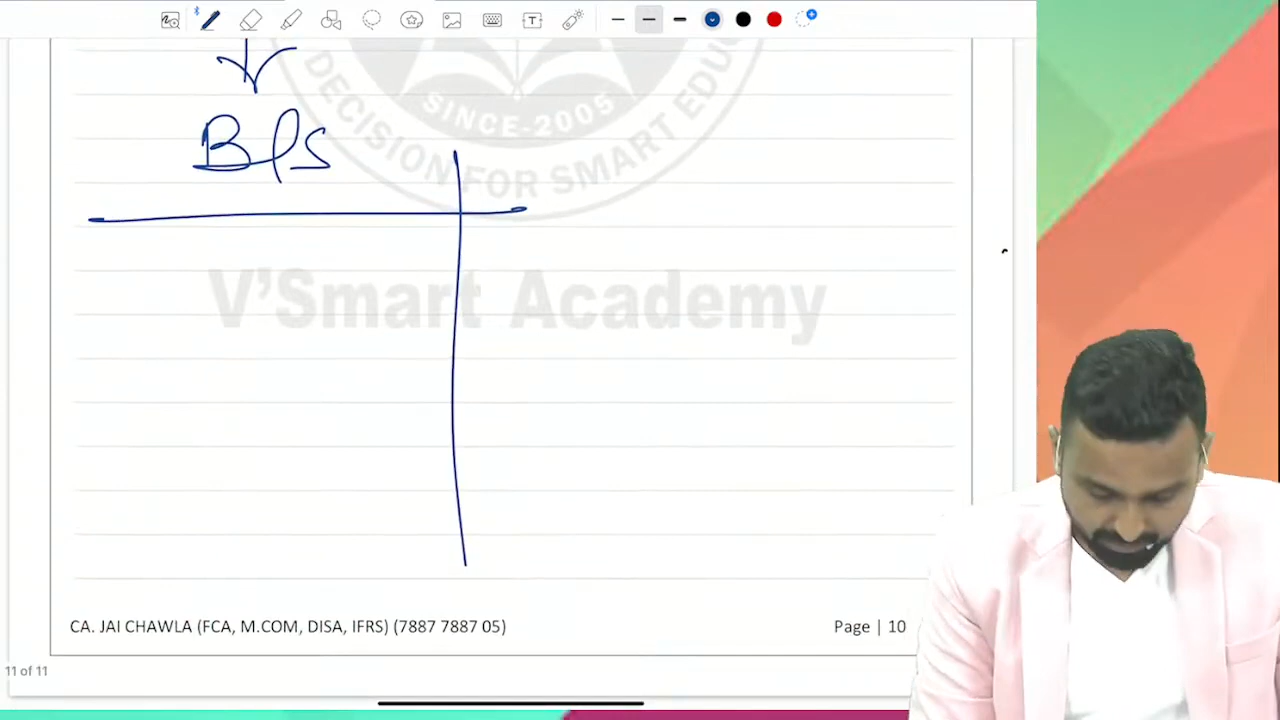 B/s
SINCE-2005
DECISION FOR SMART EDU
V'Smart Academy
CA. JAI CHAWLA (FCA, M.COM, DISA, IFRS) (7887 7887 05)
Page | 10
11 of 11